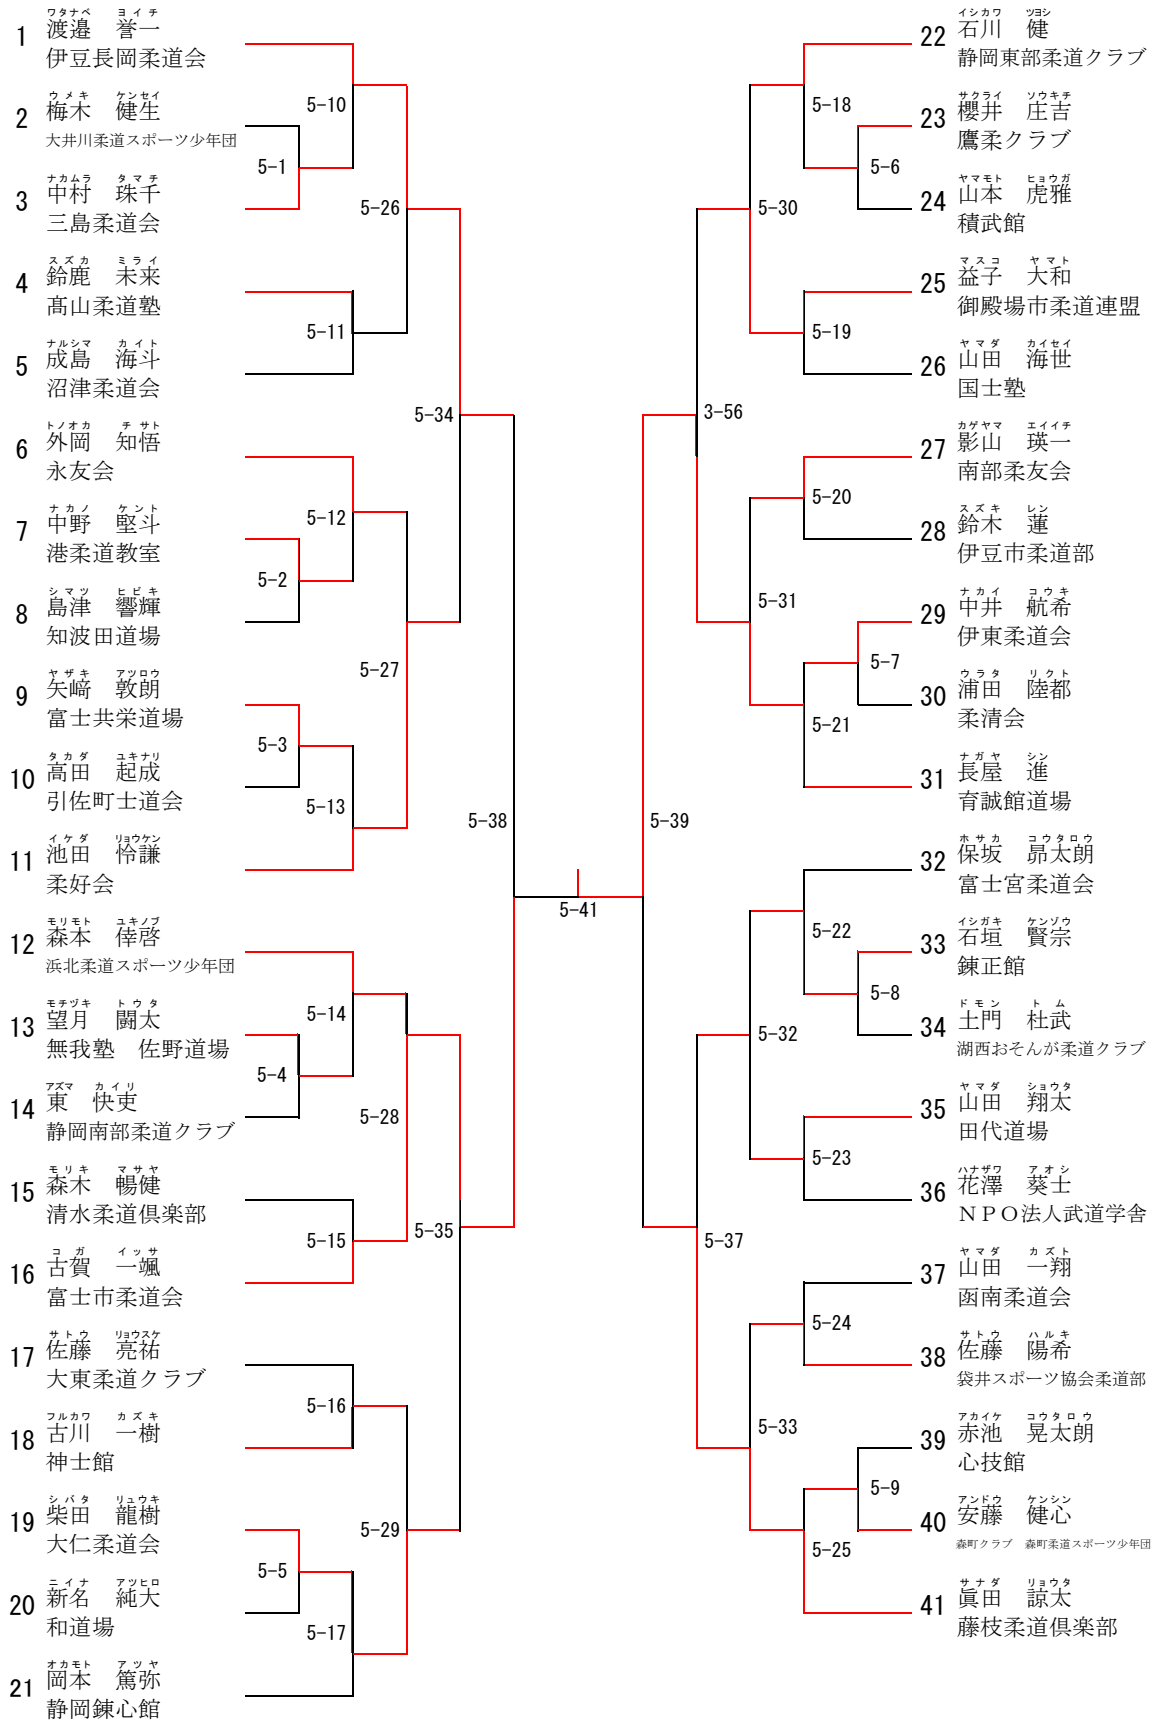 ワタナベ ヨイチ
1 渡邉 誉一
伊豆長岡柔道会
ウメキ ケンセイ
2 梅木 健生
大井川柔道スポーツ少年団
ナカムラ タマチ
3 中村 珠千
三島柔道会
スズカ ミライ
4 鈴鹿 未来
髙山柔道塾
ナルシマ カイト
5 成島 海斗
沼津柔道会
トノオカ チサト
6 外岡 知悟
永友会
ナカノ ケント
7 中野 堅斗
港柔道教室
シマヅ ヒビキ
8 島津 響輝
知波田道場
ヤザキ アツロウ
9 矢﨑 敦朗
富士共栄道場
タカダ ユキナリ
10 高田 起成
引佐町士道会
イケダ リョウケン
11 池田 怜謙
柔好会
モリモト ユキノブ
12 森本 倖啓
浜北柔道スポーツ少年団
モチヅキ トウタ
13 望月 闘太
無我塾 佐野道場
アズマ カイリ
14 東 快吏
静岡南部柔道クラブ
モリキ マサヤ
15 森木 暢健
清水柔道倶楽部
コガ イッサ
16 古賀 一颯
富士市柔道会
サトウ リョウスケ
17 佐藤 亮祐
大東柔道クラブ
フルカワ カズキ
18 古川 一樹
神士館
シバタ リュウキ
19 柴田 龍樹
大仁柔道会
ニイナ アツヒロ
20 新名 純大
和道場
オカモト アツヤ
21 岡本 篤弥
静岡錬心館
5-10
5-1
5-26
5-11
5-34
5-12
5-2
5-27
5-3
5-13
5-38
5-14
5-4
5-28
5-15
5-35
5-16
5-29
5-5
5-17
5-41
5-39
5-18
5-6
5-30
5-19
3-56
5-20
5-31
5-7
5-21
5-22
5-8
5-32
5-23
5-37
5-24
5-33
5-9
5-25
イシカワ ツヨシ
22 石川 健
静岡東部柔道クラブ
サクライ ソウキチ
23 櫻井 庄吉
鷹柔クラブ
ヤマモト ヒョウガ
24 山本 虎雅
積武館
マスコ ヤマト
25 益子 大和
御殿場市柔道連盟
ヤマダ カイセイ
26 山田 海世
国士塾
カゲヤマ エイイチ
27 影山 瑛一
南部柔友会
スズキ レン
28 鈴木 蓮
伊豆市柔道部
ナカイ コウキ
29 中井 航希
伊東柔道会
ウラタ リクト
30 浦田 陸都
柔清会
ナガヤ シン
31 長屋 進
育誠館道場
ホサカ コウタロウ
32 保坂 昴太朗
富士宮柔道会
イシガキ ケンゾウ
33 石垣 賢宗
錬正館
ドモン トム
34 土門 杜武
湖西おそんが柔道クラブ
ヤマダ ショウタ
35 山田 翔太
田代道場
ハナザワ アオシ
36 花澤 葵士
ＮＰＯ法人武道学舎
ヤマダ カズト
37 山田 一翔
函南柔道会
サトウ ハルキ
38 佐藤 陽希
袋井スポーツ協会柔道部
アカイケ コウタロウ
39 赤池 晃太朗
心技館
アンドウ ケンシン
40 安藤 健心
森町クラブ 森町柔道スポーツ少年団
サナダ リョウタ
41 眞田 諒太
藤枝柔道倶楽部